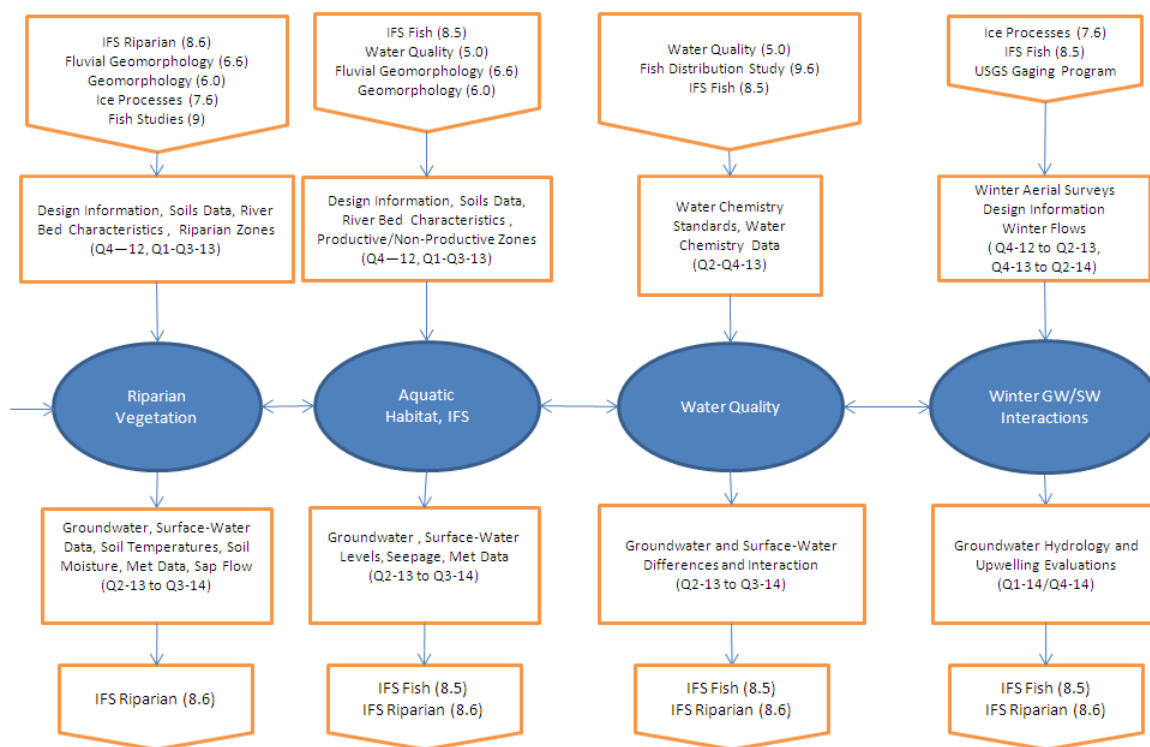 IFS Riparian (8.6)
Fluvial Geomorphology (6.6)
Geomorphology (6.0)
Ice Processes (7.6)
Fish Studies (9)
IFS Fish (8.5)
Water Quality (5.0)
Fluvial Geomorphology (6.6)
Geomorphology (6.0)
Water Quality (5.0)
Fish Distribution Study (9.6)
IFS Fish (8.5)
Ice Processes (7.6)
IFS Fish (8.5)
USGS Gaging Program
Design Information, Soils Data, River
Bed Characteristics , Riparian Zones
(Q4—12, Q1-Q3-13)
Design Information, Soils Data,
River Bed Characteristics ,
Productive/Non-Productive Zones
(Q4—12, Q1-Q3-13)
Water Chemistry
Standards, Water
Chemistry Data
(Q2-Q4-13)
Winter Aerial Surveys
Design Information
Winter Flows
( Q4-12 to Q2-13,
Q4-13 to Q2-14)
Riparian
Vegetation
Aquatic
Habitat, IFS
Water Quality
Winter GW/SW
Interactions
Groundwater, Surface-Water
Data, Soil Temperatures, Soil
Moisture, Met Data, Sap Flow
(Q2-13 to Q3-14)
Groundwater , Surface-Water
Levels, Seepage, Met Data
(Q2-13 to Q3-14)
Groundwater and Surface-Water
Differences and Interaction
(Q2-13 to Q3-14)
Groundwater Hydrology and
Upwelling Evaluations
(Q1-14/Q4-14)
IFS Riparian (8.6)
IFS Fish (8.5)
IFS Riparian (8.6)
IFS Fish (8.5)
IFS Riparian (8.6)
IFS Fish (8.5)
IFS Riparian (8.6)